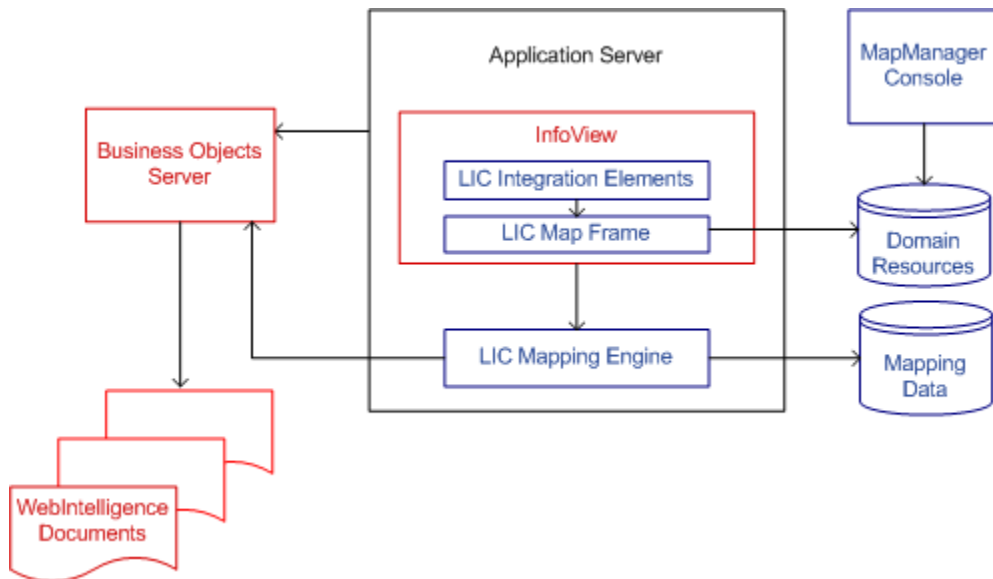 Application Server
MapManager
Console
InfoView
Business Objects
Server
LIC Integration Elements
LIC Map Frame
Domain
Resources
LIC Mapping Engine
Mapping
Data
WebIntelligence
Documents